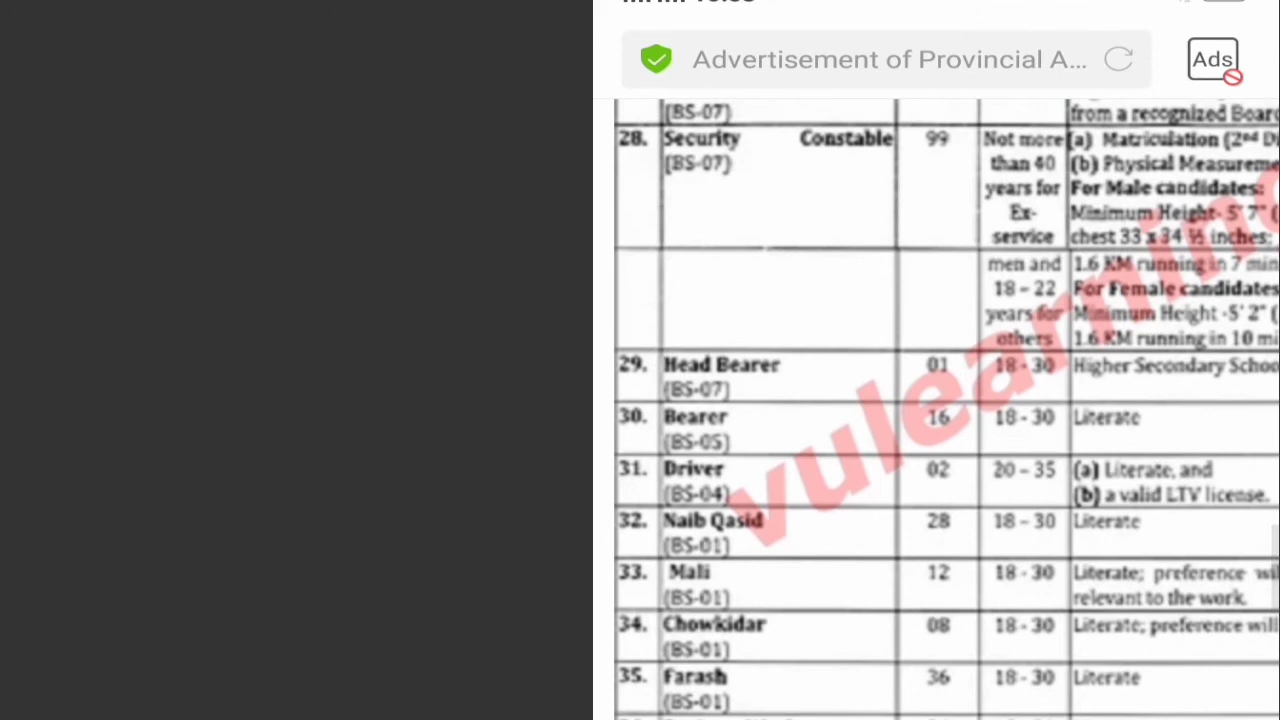 Advertisement of Provincial A...
Ads
(BS-07)
from a recognized Board
28. Security Constable 99 Not more (a) Matriculation (2nd D
(BS-07) than 40 (b) Physical Measureme
years for For Male candidates:
Ex- Minimum Height- 5' 7" (
service chest 33 x 34 ½ inches;
men and 1.6 KM running in 7 min
18 – 22 For Female candidates
years for Minimum Height -5' 2" (
others 1.6 KM running in 10 mi
29. Head Bearer 01 18 - 30 Higher Secondary Schoo
(BS-07)
30. Bearer 16 18 - 30 Literate
(BS-05)
31. Driver 02 20 – 35 (a) Literate, and
(BS-04) (b) a valid LTV license.
32. Naib Qasid 28 18 – 30 Literate
(BS-01)
33. Mali 12 18 - 30 Literate; preference wil
(BS-01) relevant to the work.
34. Chowkidar 08 18 - 30 Literate; preference will
(BS-01)
35. Farash 36 18 - 30 Literate
(BS-01)
vulearning